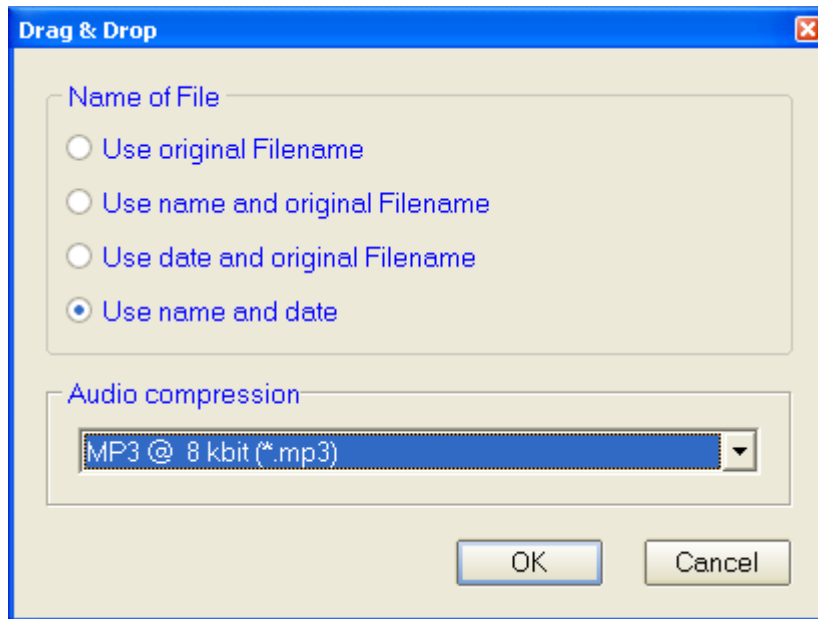 Drag & Drop
Name of File
Use original Filename
Use name and original Filename
Use date and original Filename
Use name and date
Audio compression
MP3 @  8 kbit (*.mp3)
OK
Cancel